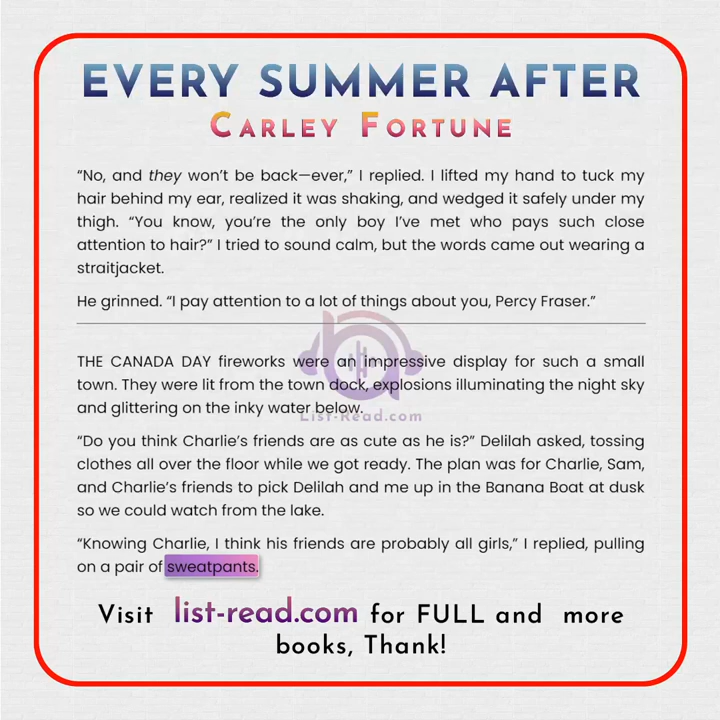 EVERY SUMMER AFTER
CARLEY FORTUNE
“No, and they won’t be back—ever,” I replied. I lifted my hand to tuck my
hair behind my ear, realized it was shaking, and wedged it safely under my
thigh. “You know, you’re the only boy I’ve met who pays such close
attention to hair?” I tried to sound calm, but the words came out wearing a
straitjacket.
He grinned. “I pay attention to a lot of things about you, Percy Fraser.”
THE CANADA DAY fireworks were an impressive display for such a small
town. They were lit from the town dock, explosions illuminating the night sky
and glittering on the inky water below.
List-Read.com
“Do you think Charlie’s friends are as cute as he is?” Delilah asked, tossing
clothes all over the floor while we got ready. The plan was for Charlie, Sam,
and Charlie’s friends to pick Delilah and me up in the Banana Boat at dusk
so we could watch from the lake.
“Knowing Charlie, I think his friends are probably all girls,” I replied, pulling
on a pair of sweatpants.
Visit list-read.com for FULL and more
books, Thank!